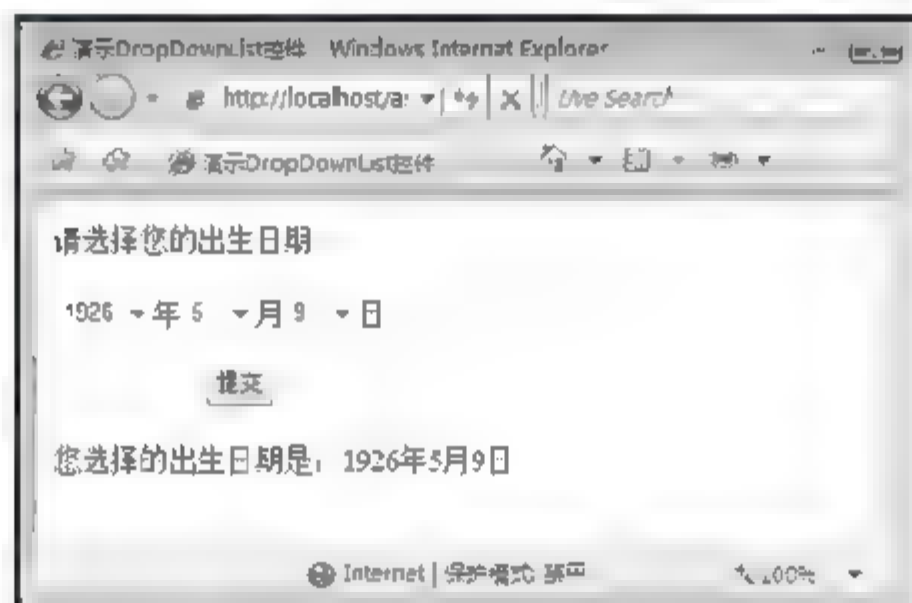 演示DropDownList控件 Windows Internet Explorer
http://localhost/a Live Search
演示DropDownList控件
请选择您的出生日期
1926 年 5 月 9 日
提交
您选择的出生日期是：1926年5月9日
Internet | 保护模式 禁用 100%